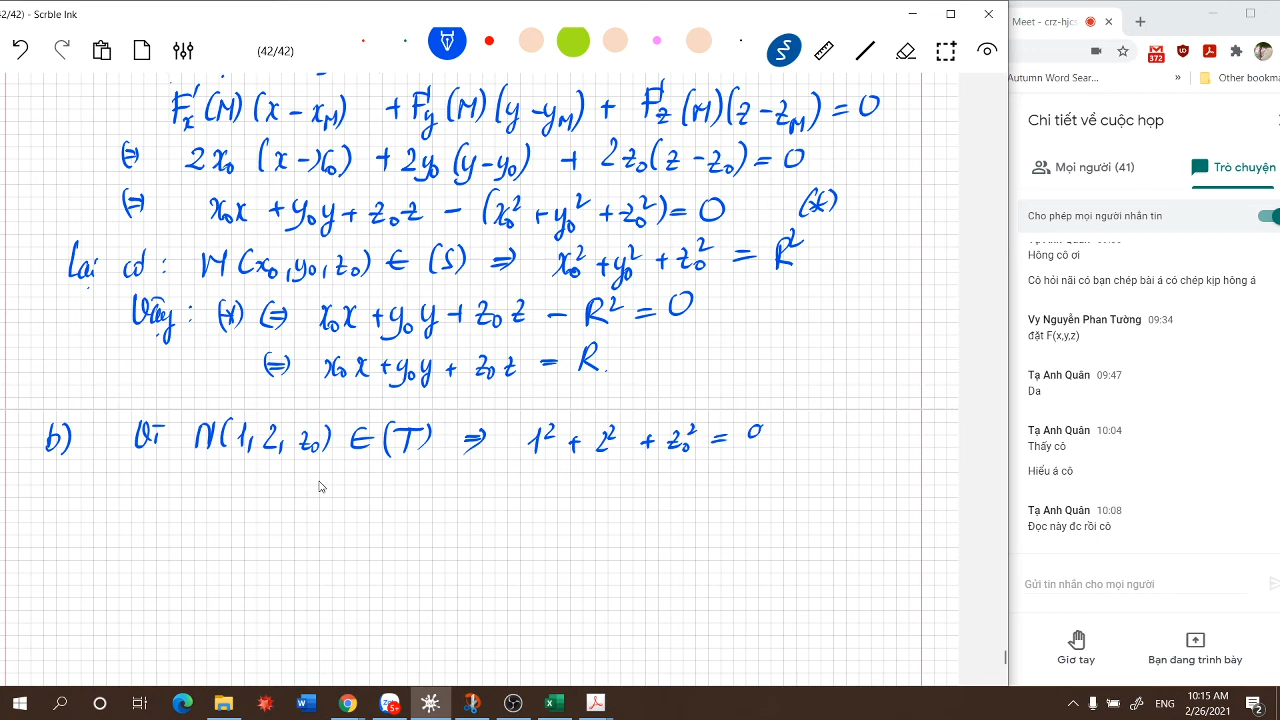 (42/42) - Scrble Ink
(42/42)
F'x (M) (x - xM) + F'y (M) (y - yM) + F'z (M) (z - zM) = 0
⇔ 2x0 (x - x0) + 2y0 (y - y0) + 2z0 (z - z0) = 0
⇔ x0x + y0y + z0z - (x0² + y0² + z0²) = 0 (*)
Lại có : M (x0, y0, z0) ∈ (S) ⇒ x0² + y0² + z0² = R²
Vậy : (*) ⇔ x0x + y0y + z0z - R² = 0
⇔ x0x + y0y + z0z = R.
b) Vì N(1, 2, z0) ∈ (T) ⇒ 1² + 2² + z0² = 
Meet - crz-hjc
372
Autumn Word Sear... » Other bookm
Chi tiết về cuộc họp
Mọi người (41) Trò chuyện
Cho phép mọi người nhắn tin
Hông cô ơi
Cô hỏi nãi có bạn chép bài á có chép kịp hông á
Vy Nguyễn Phan Tường 09:34
đặt F(x,y,z)
Tạ Anh Quân 09:47
Da
Tạ Anh Quân 10:04
Thấy cô
Hiểu á cô
Tạ Anh Quân 10:08
Đọc này đc rồi cô
Gửi tin nhắn cho mọi người
Giơ tay Bạn đang trình bày
5+
ENG
10:15 AM
2/26/2021
2